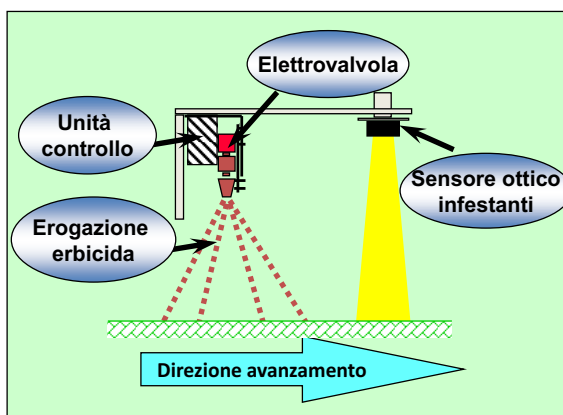 Elettrovalvola
Unità
controllo
Sensore ottico
infestanti
Erogazione
erbicida
Direzione avanzamento